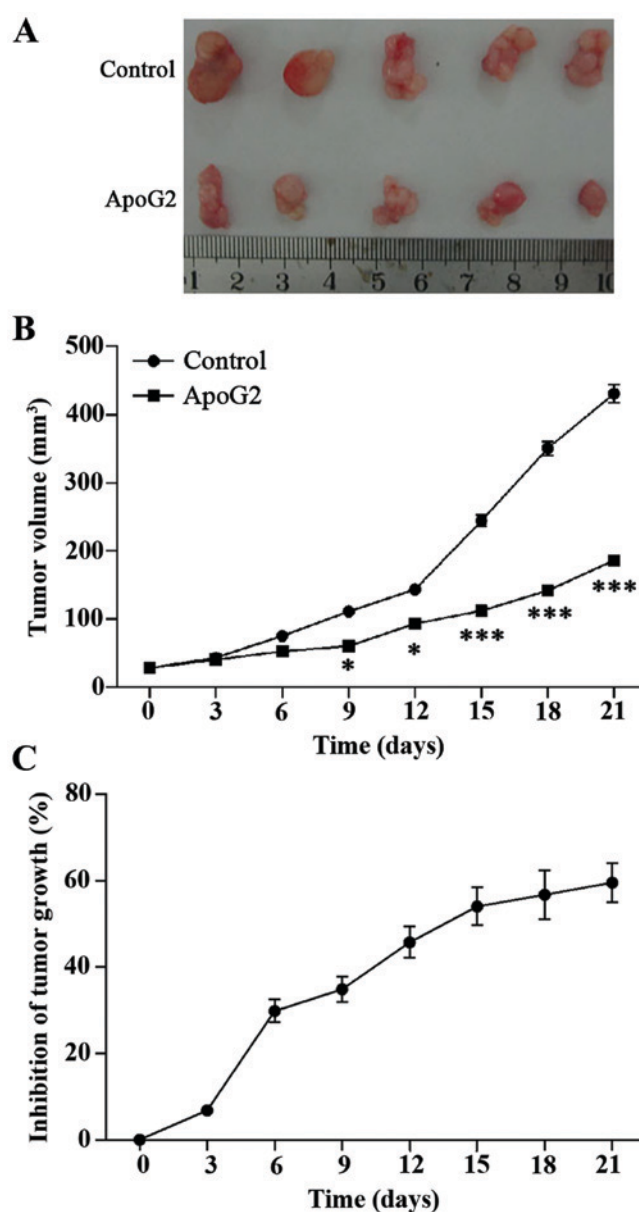 A
Control
ApoG2
1 2 3 4 5 6 7 8 9 10
B
500
400
300
200
100
0
Control
ApoG2
Tumor volume (mm³)
*
*
***
***
***
0 3 6 9 12 15 18 21
Time (days)
C
80
60
40
20
0
Inhibition of tumor growth (%)
0 3 6 9 12 15 18 21
Time (days)